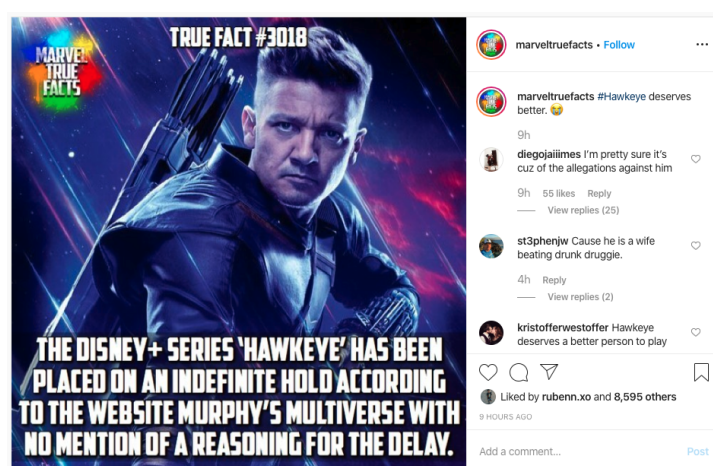 TRUE FACT #3018
MARVEL
TRUE
FACTS
THE DISNEY+ SERIES 'HAWKEYE' HAS BEEN
PLACED ON AN INDEFINITE HOLD ACCORDING
TO THE WEBSITE MURPHY'S MULTIVERSE WITH
NO MENTION OF A REASONING FOR THE DELAY.
marveltruefacts • Follow
marveltruefacts #Hawkeye deserves
better. 😭
9h
diegojaiiimes I'm pretty sure it's
cuz of the allegations against him
9h 55 likes Reply
View replies (25)
st3phenjw Cause he is a wife
beating drunk druggie.
4h Reply
View replies (2)
kristofferwestoffer Hawkeye
deserves a better person to play
Liked by rubenn.xo and 8,595 others
9 HOURS AGO
Add a comment... Post